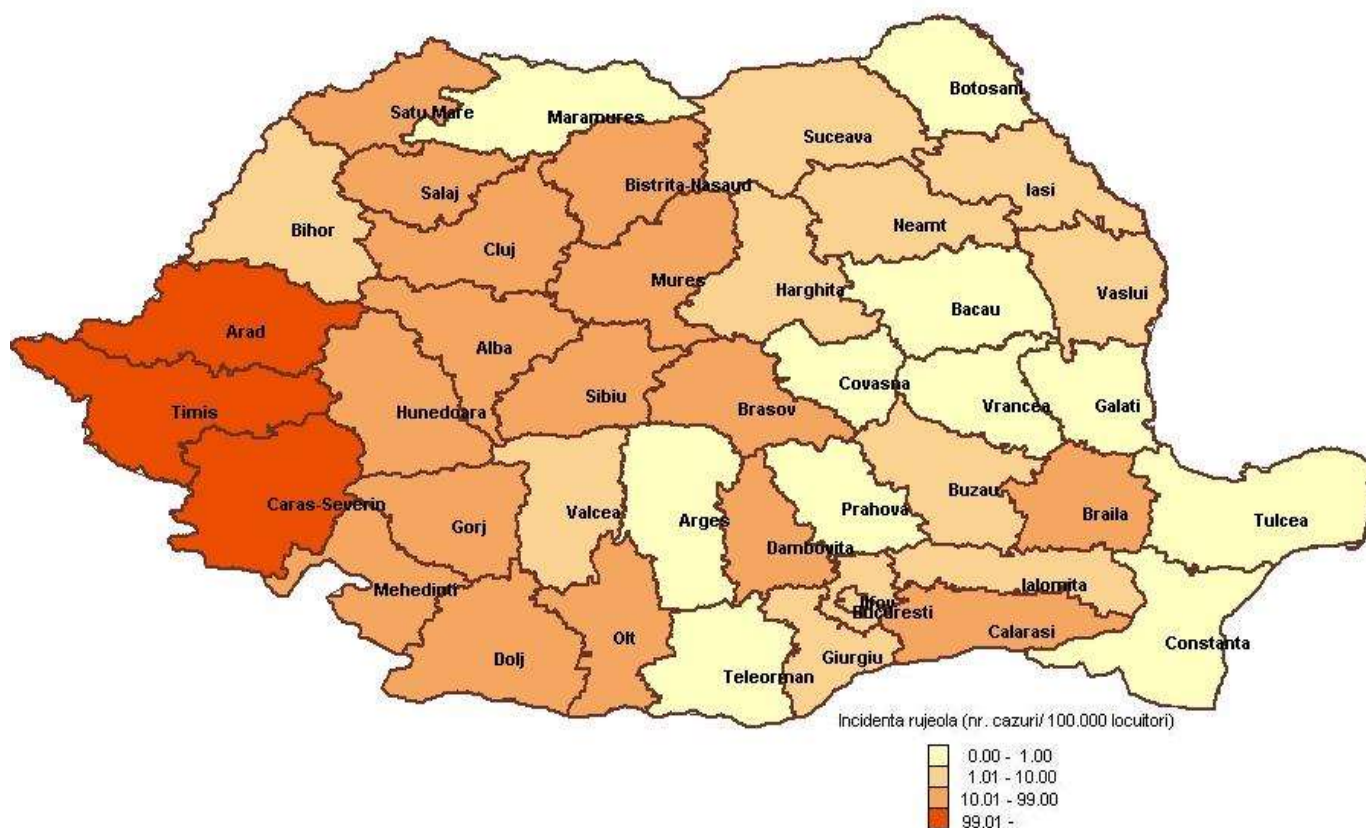 Botosani
Satu Mare
Maramures
Suceava
Bistrita-Nasaud
Iasi
Salaj
Neamt
Bihor
Cluj
Mures
Harghita
Bacau
Vaslui
Arad
Alba
Covasna
Sibiu
Vrancea
Galati
Timis
Hunedoara
Brasov
Caras-Severin
Valcea
Arges
Prahova
Buzau
Braila
Tulcea
Gorj
Dambovita
Mehedinti
Ialomita
Ilfov
Bucuresti
Calarasi
Constanta
Dolj
Olt
Teleorman
Giurgiu
Incidenta rujeola (nr. cazuri/ 100.000 locuitori)
0.00 - 1.00
1.01 - 10.00
10.01 - 99.00
99.01 -